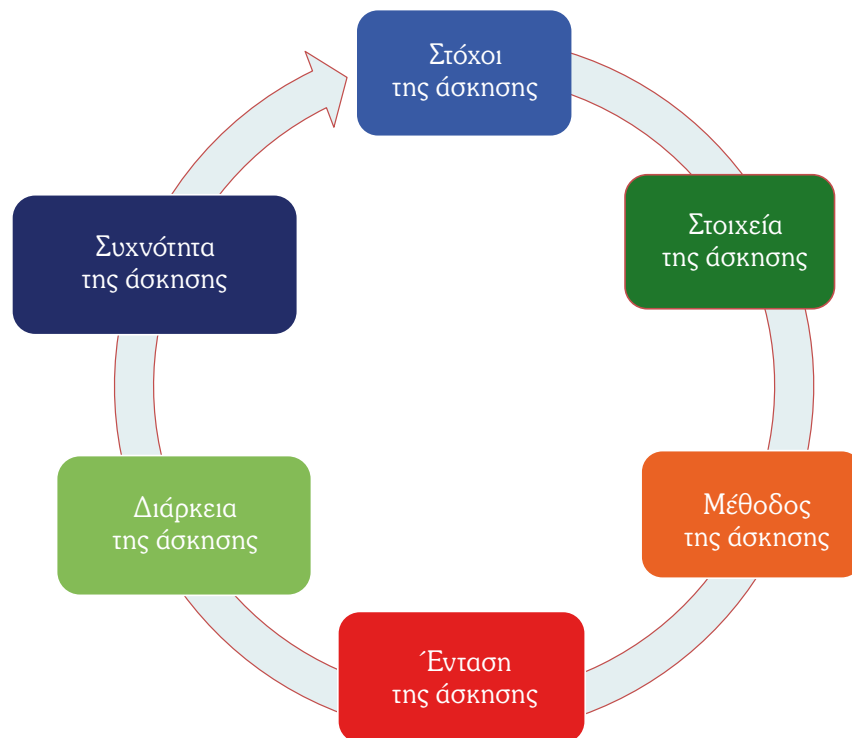 Στόχοι
της άσκησης
Στοιχεία
της άσκησης
Μέθοδος
της άσκησης
Ένταση
της άσκησης
Διάρκεια
της άσκησης
Συχνότητα
της άσκησης